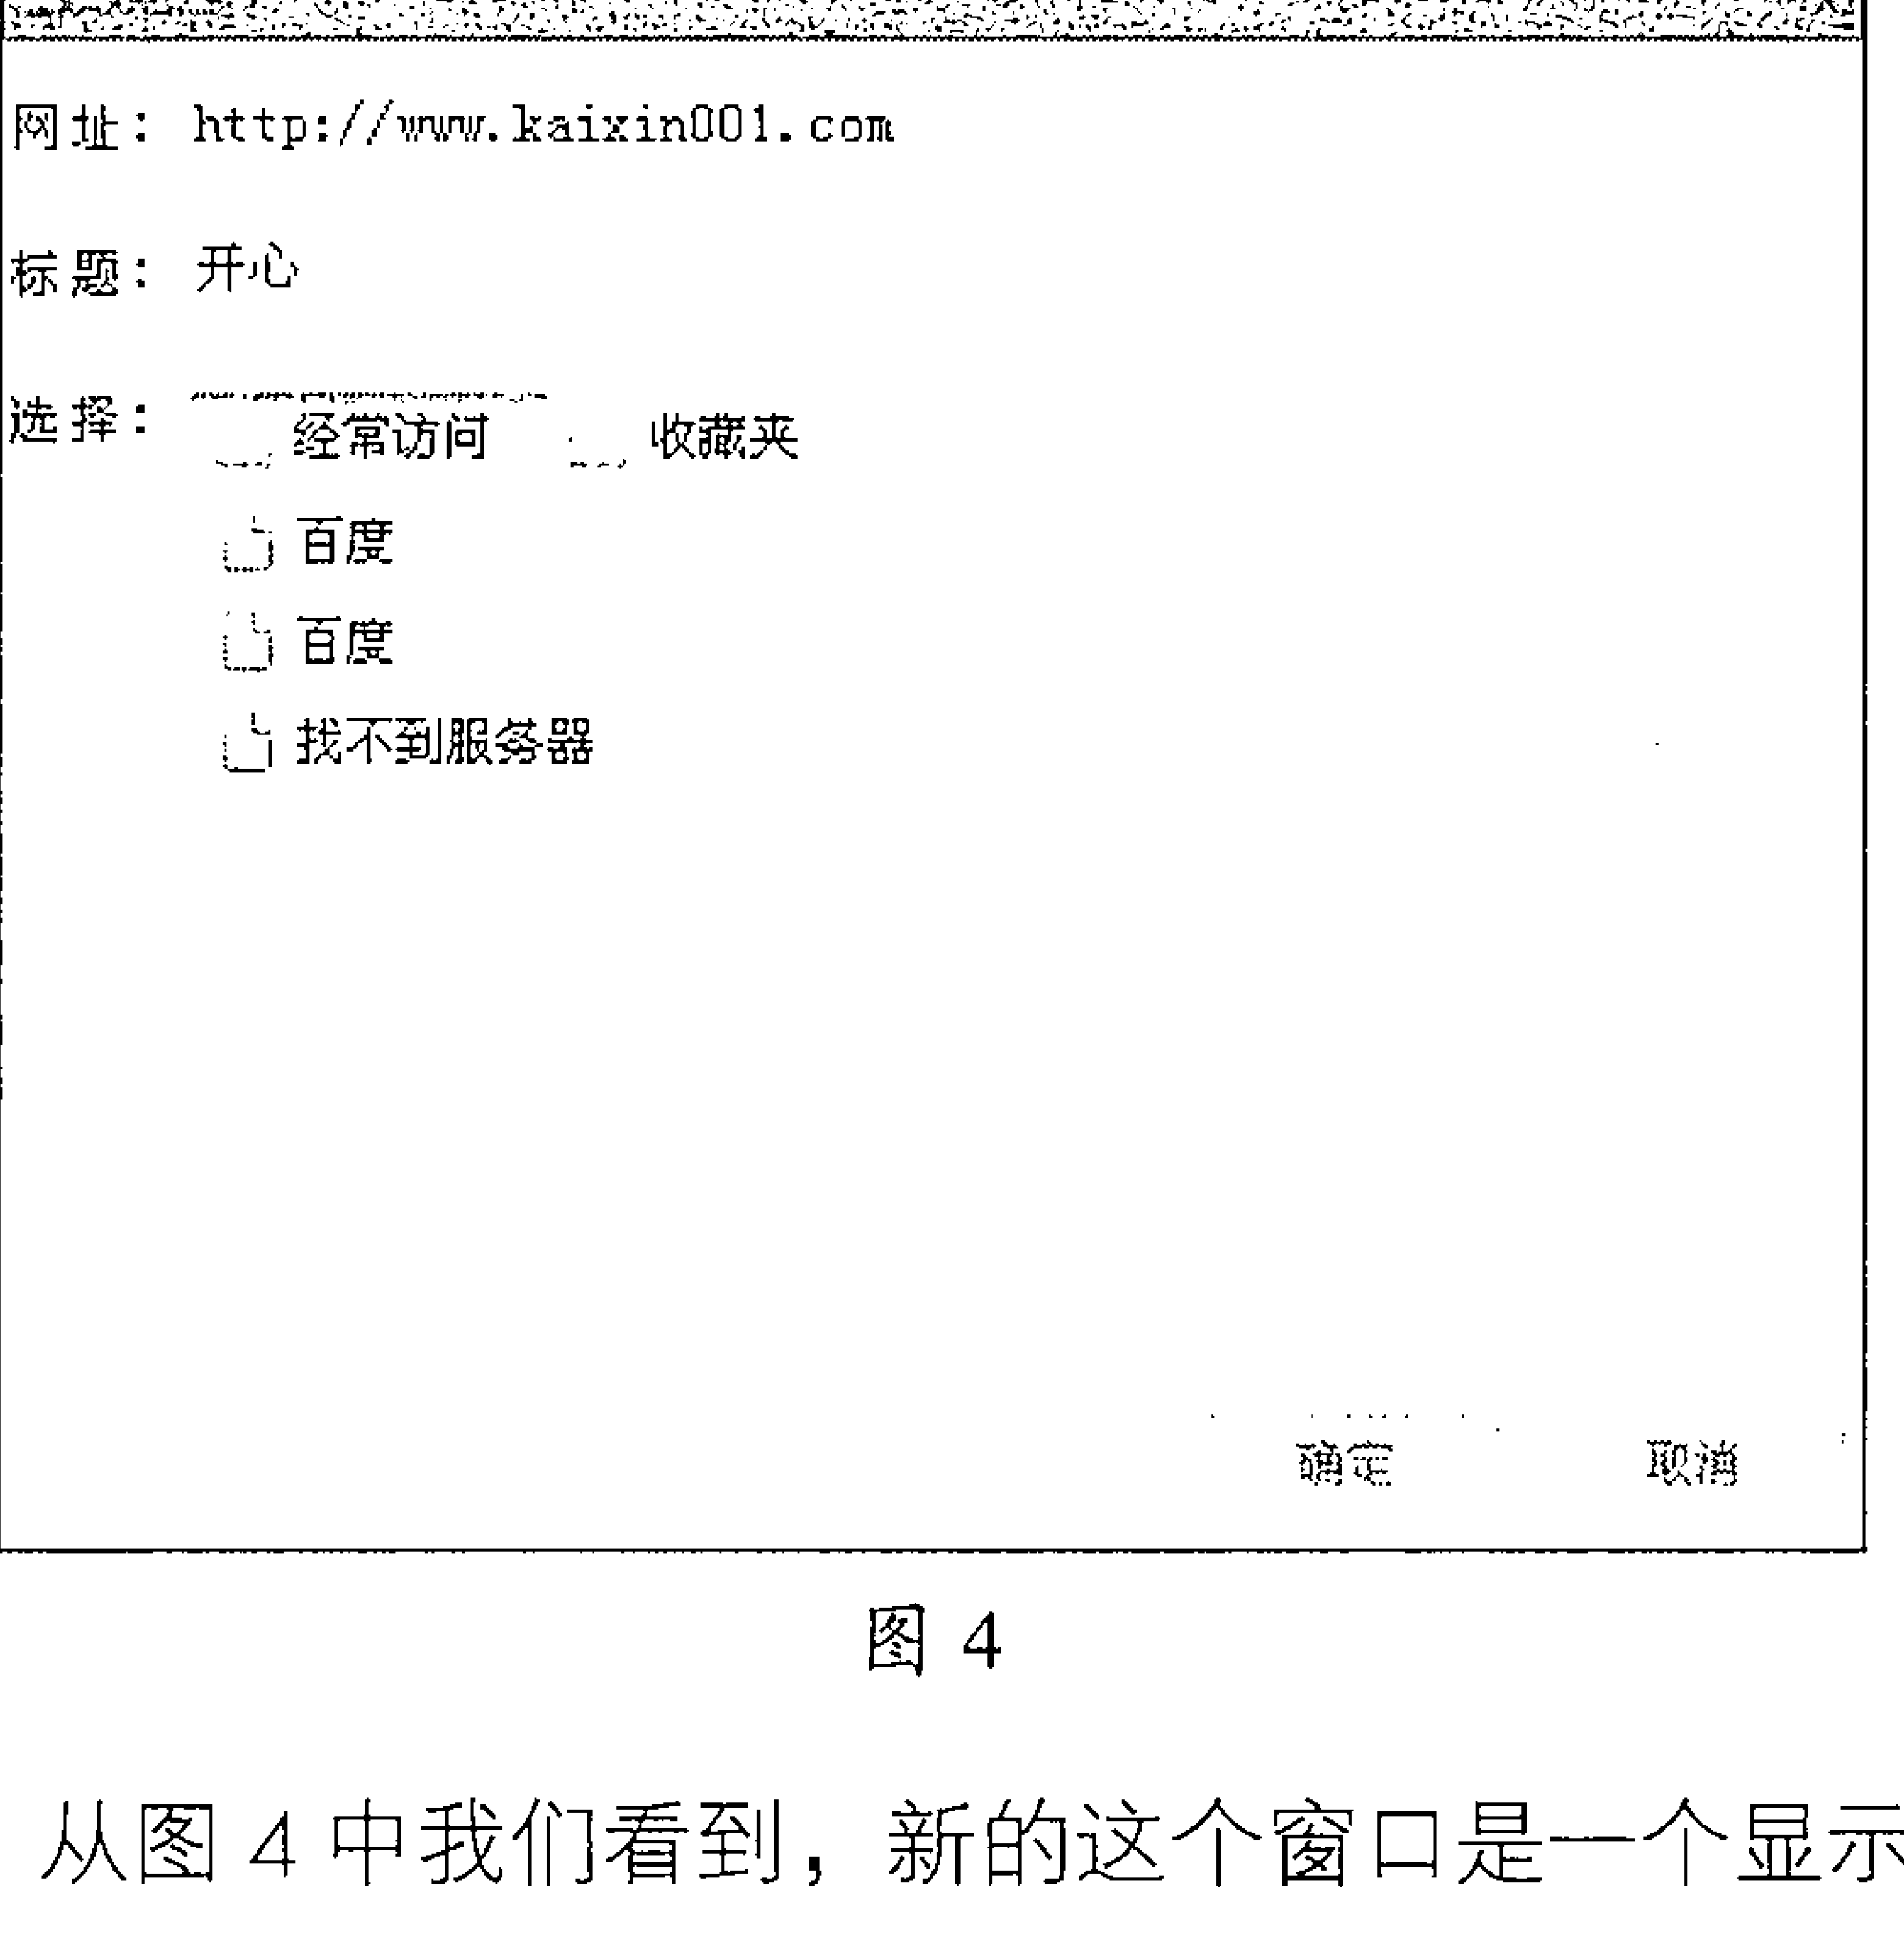 网址: http://www.kaixin001.com
标题: 开心
选择: 经常访问 收藏夹
百度
百度
找不到服务器
确定 取消
图 4
从图 4 中我们看到，新的这个窗口是一个显示